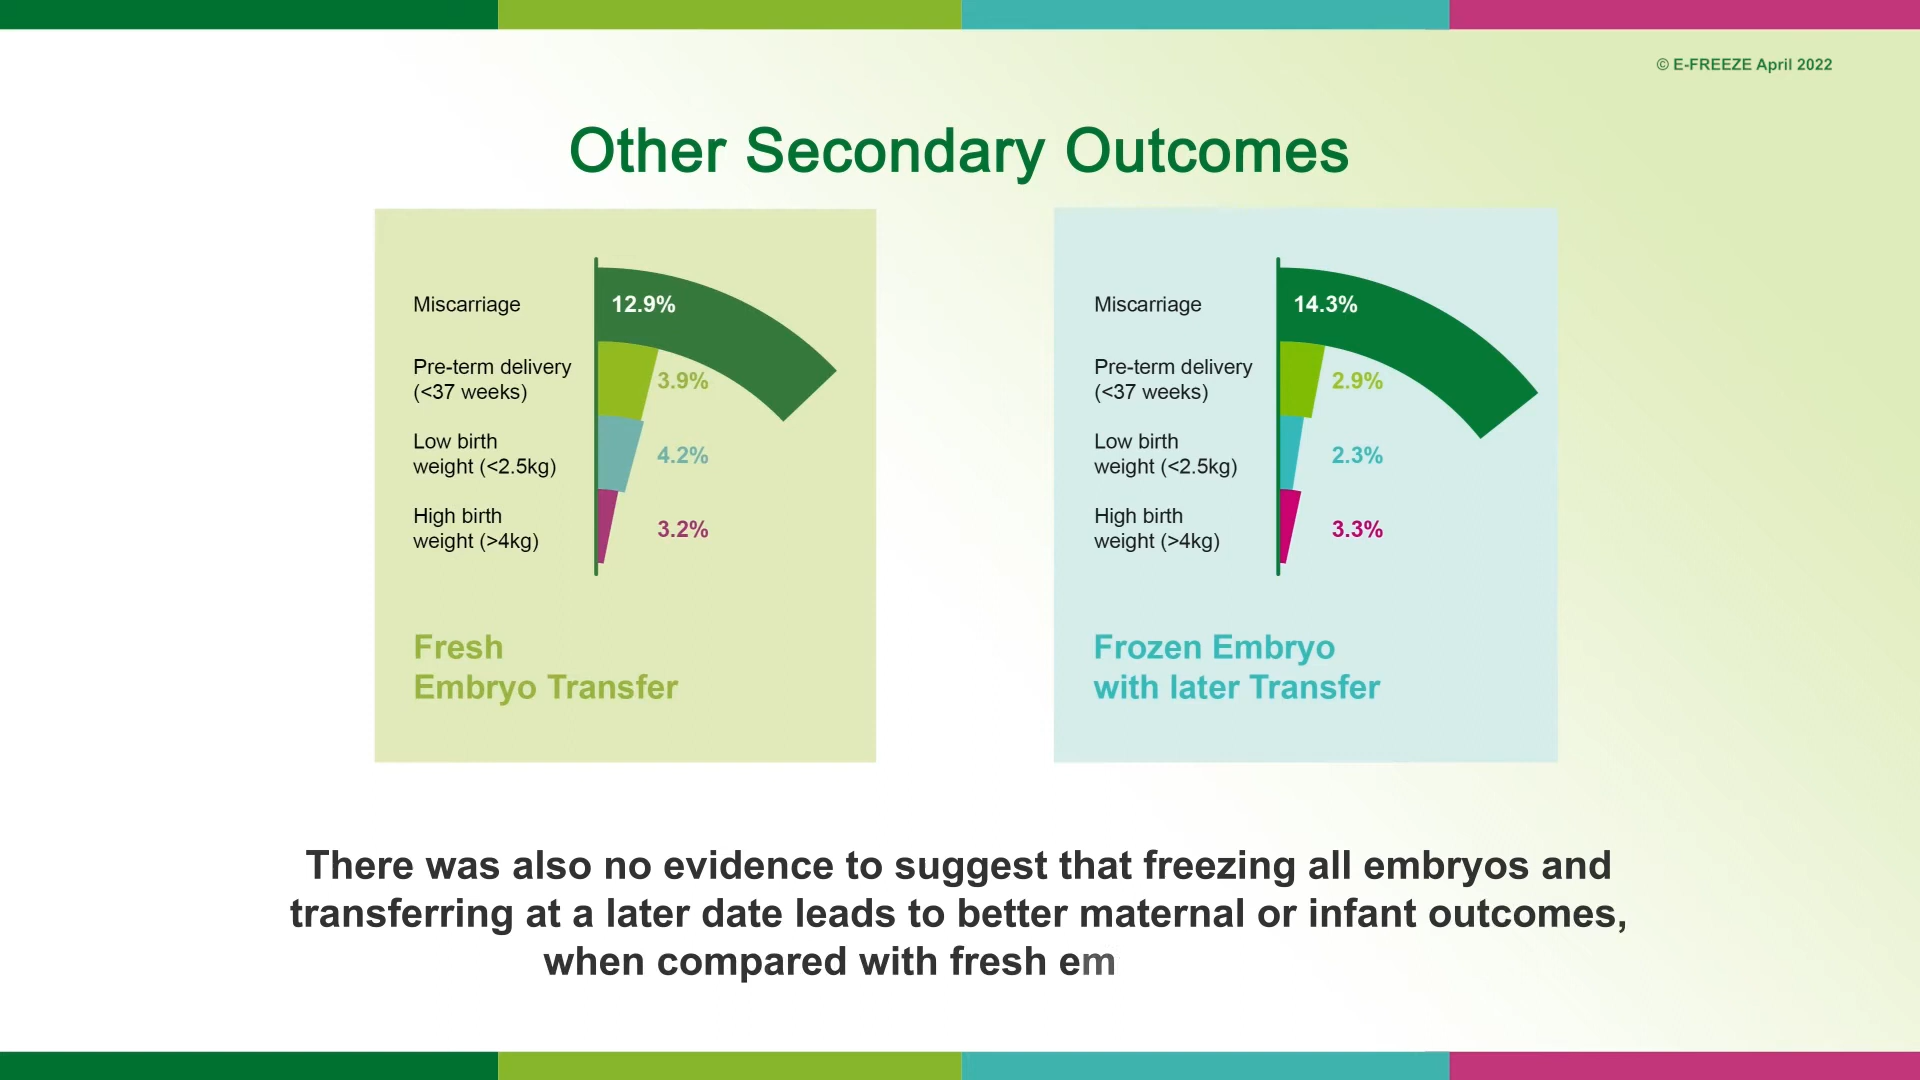 © E-FREEZE April 2022
Other Secondary Outcomes
Miscarriage
12.9%
Pre-term delivery
(<37 weeks)
3.9%
Low birth
weight (<2.5kg)
4.2%
High birth
weight (>4kg)
3.2%
Fresh
Embryo Transfer
Miscarriage
14.3%
Pre-term delivery
(<37 weeks)
2.9%
Low birth
weight (<2.5kg)
2.3%
High birth
weight (>4kg)
3.3%
Frozen Embryo
with later Transfer
There was also no evidence to suggest that freezing all embryos and
transferring at a later date leads to better maternal or infant outcomes,
when compared with fresh em